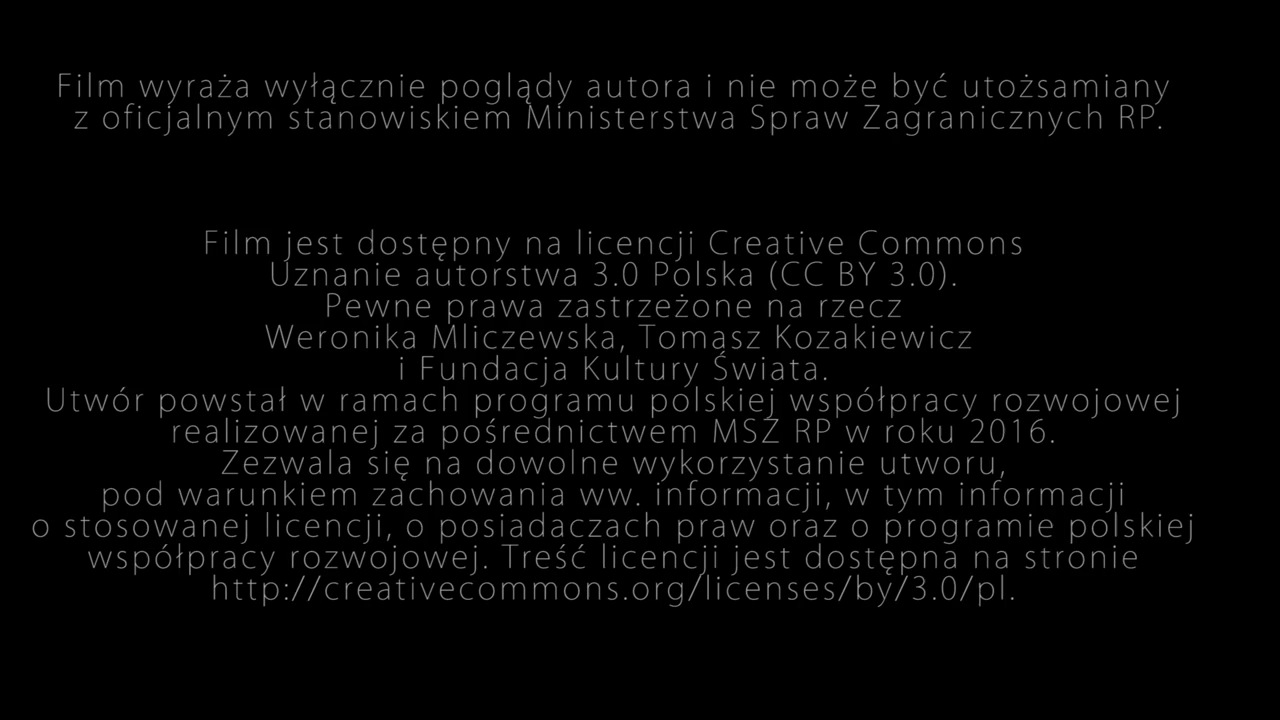 Film wyraża wyłącznie poglądy autora i nie może być utożsamiany
z oficjalnym stanowiskiem Ministerstwa Spraw Zagranicznych RP.
Film jest dostępny na licencji Creative Commons
Uznanie autorstwa 3.0 Polska (CC BY 3.0).
Pewne prawa zastrzeżone na rzecz
Weronika Mliczewska, Tomasz Kozakiewicz
i Fundacja Kultury Świata.
Utwór powstał w ramach programu polskiej współpracy rozwojowej
realizowanej za pośrednictwem MSZ RP w roku 2016.
Zezwala się na dowolne wykorzystanie utworu,
pod warunkiem zachowania ww. informacji, w tym informacji
o stosowanej licencji, o posiadaczach praw oraz o programie polskiej
współpracy rozwojowej. Treść licencji jest dostępna na stronie
http://creativecommons.org/licenses/by/3.0/pl.